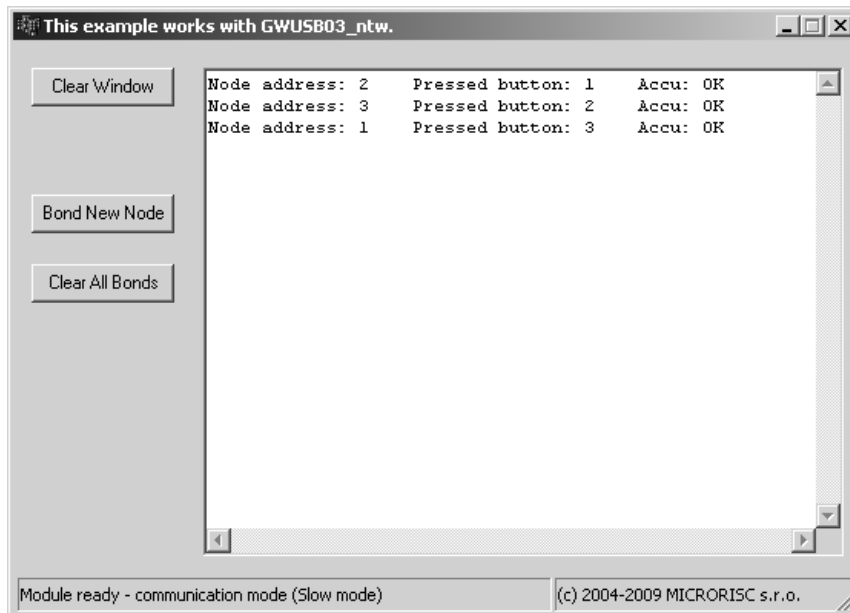 This example works with GWUSB03_ntw.
Clear Window
Node address: 2    Pressed button: 1    Accu: OK
Node address: 3    Pressed button: 2    Accu: OK
Node address: 1    Pressed button: 3    Accu: OK
Bond New Node
Clear All Bonds
Module ready - communication mode (Slow mode)
(c) 2004-2009 MICRORISC s.r.o.